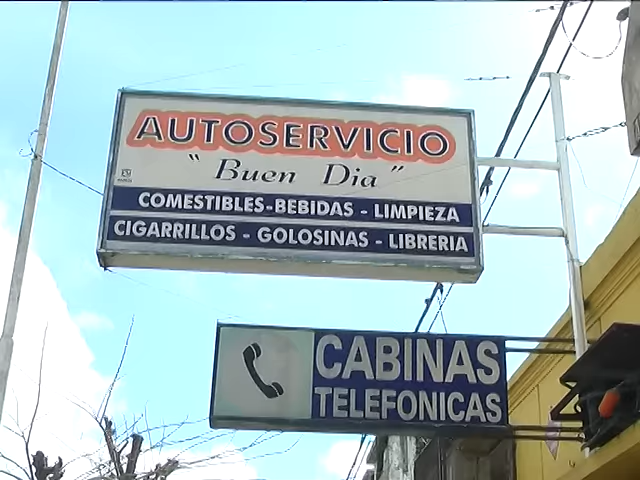 AUTOSERVICIO
" Buen Dia "
COMESTIBLES-BEBIDAS - LIMPIEZA
CIGARRILLOS - GOLOSINAS - LIBRERIA
CABINAS
TELEFONICAS